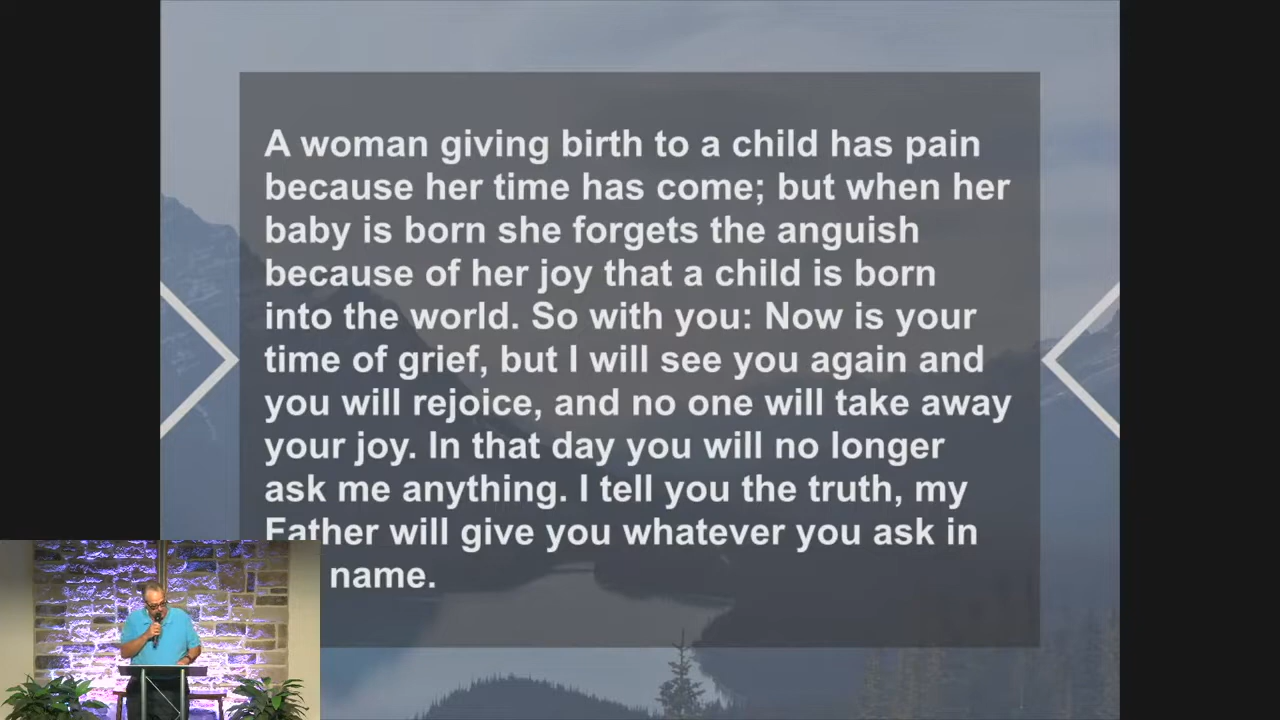 A woman giving birth to a child has pain
because her time has come; but when her
baby is born she forgets the anguish
because of her joy that a child is born
into the world. So with you: Now is your
time of grief, but I will see you again and
you will rejoice, and no one will take away
your joy. In that day you will no longer
ask me anything. I tell you the truth, my
Father will give you whatever you ask in
name.